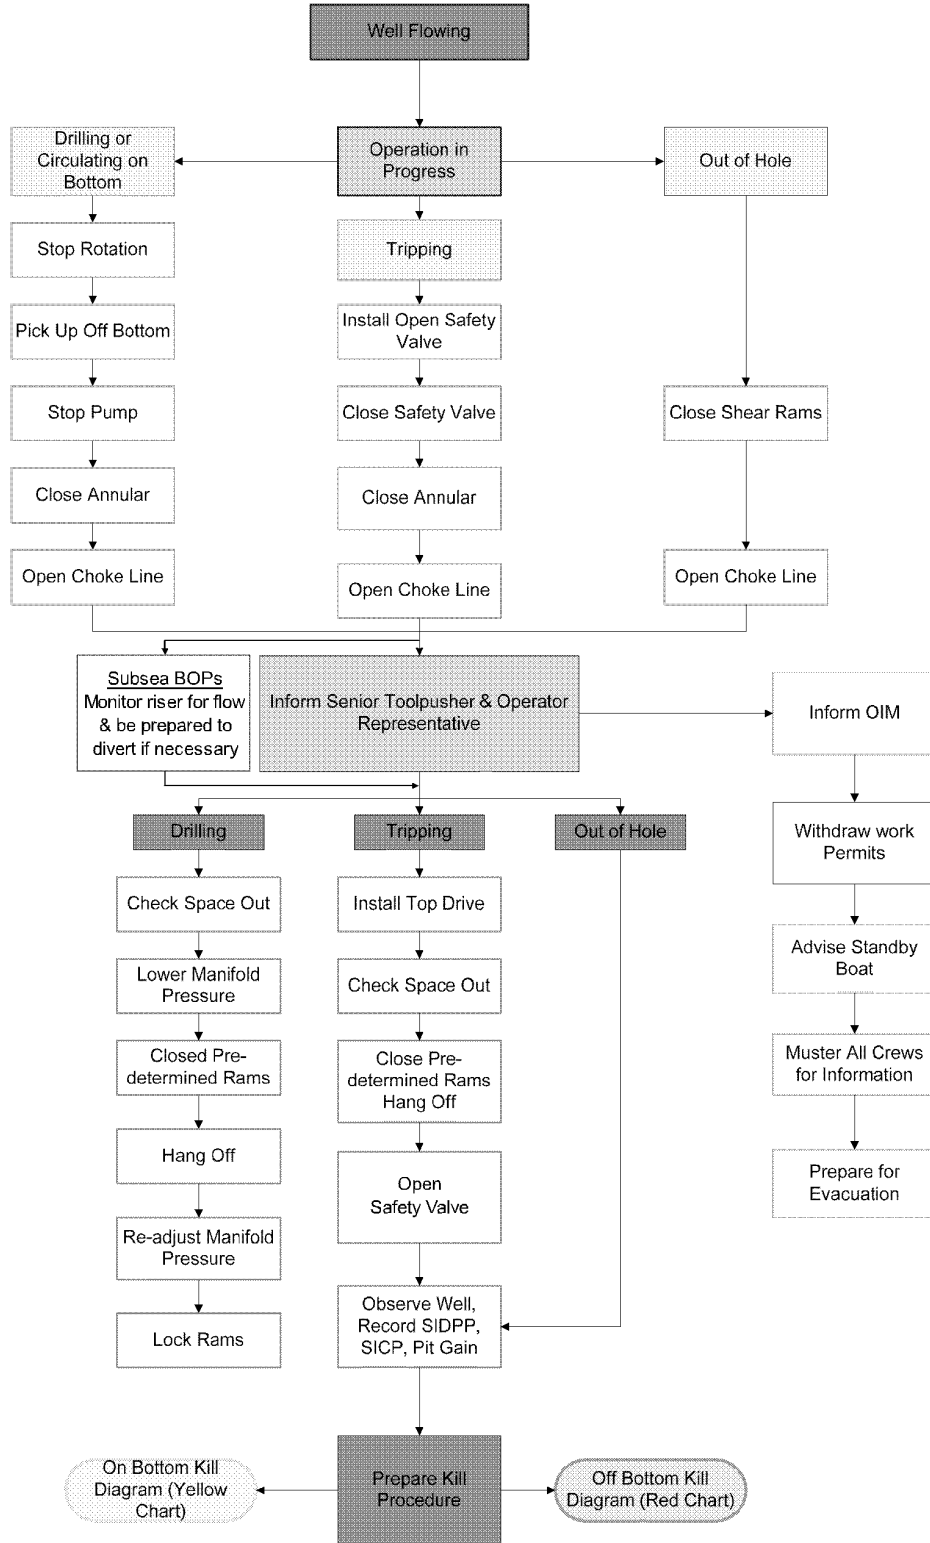 Well Flowing
Drilling or
Circulating on
Bottom
Operation in
Progress
Out of Hole
Stop Rotation
Tripping
Pick Up Off Bottom
Install Open Safety
Valve
Stop Pump
Close Safety Valve
Close Shear Rams
Close Annular
Close Annular
Open Choke Line
Open Choke Line
Open Choke Line
Subsea BOPs
Monitor riser for flow
& be prepared to
divert if necessary
Inform Senior Toolpusher & Operator
Representative
Inform OIM
Drilling
Tripping
Out of Hole
Withdraw work
Permits
Check Space Out
Install Top Drive
Advise Standby
Boat
Lower Manifold
Pressure
Check Space Out
Closed Pre-
determined Rams
Close Pre-
determined Rams
Hang Off
Muster All Crews
for Information
Hang Off
Open
Safety Valve
Prepare for
Evacuation
Re-adjust Manifold
Pressure
Lock Rams
Observe Well,
Record SIDPP,
SICP, Pit Gain
On Bottom Kill
Diagram (Yellow
Chart)
Prepare Kill
Procedure
Off Bottom Kill
Diagram (Red Chart)